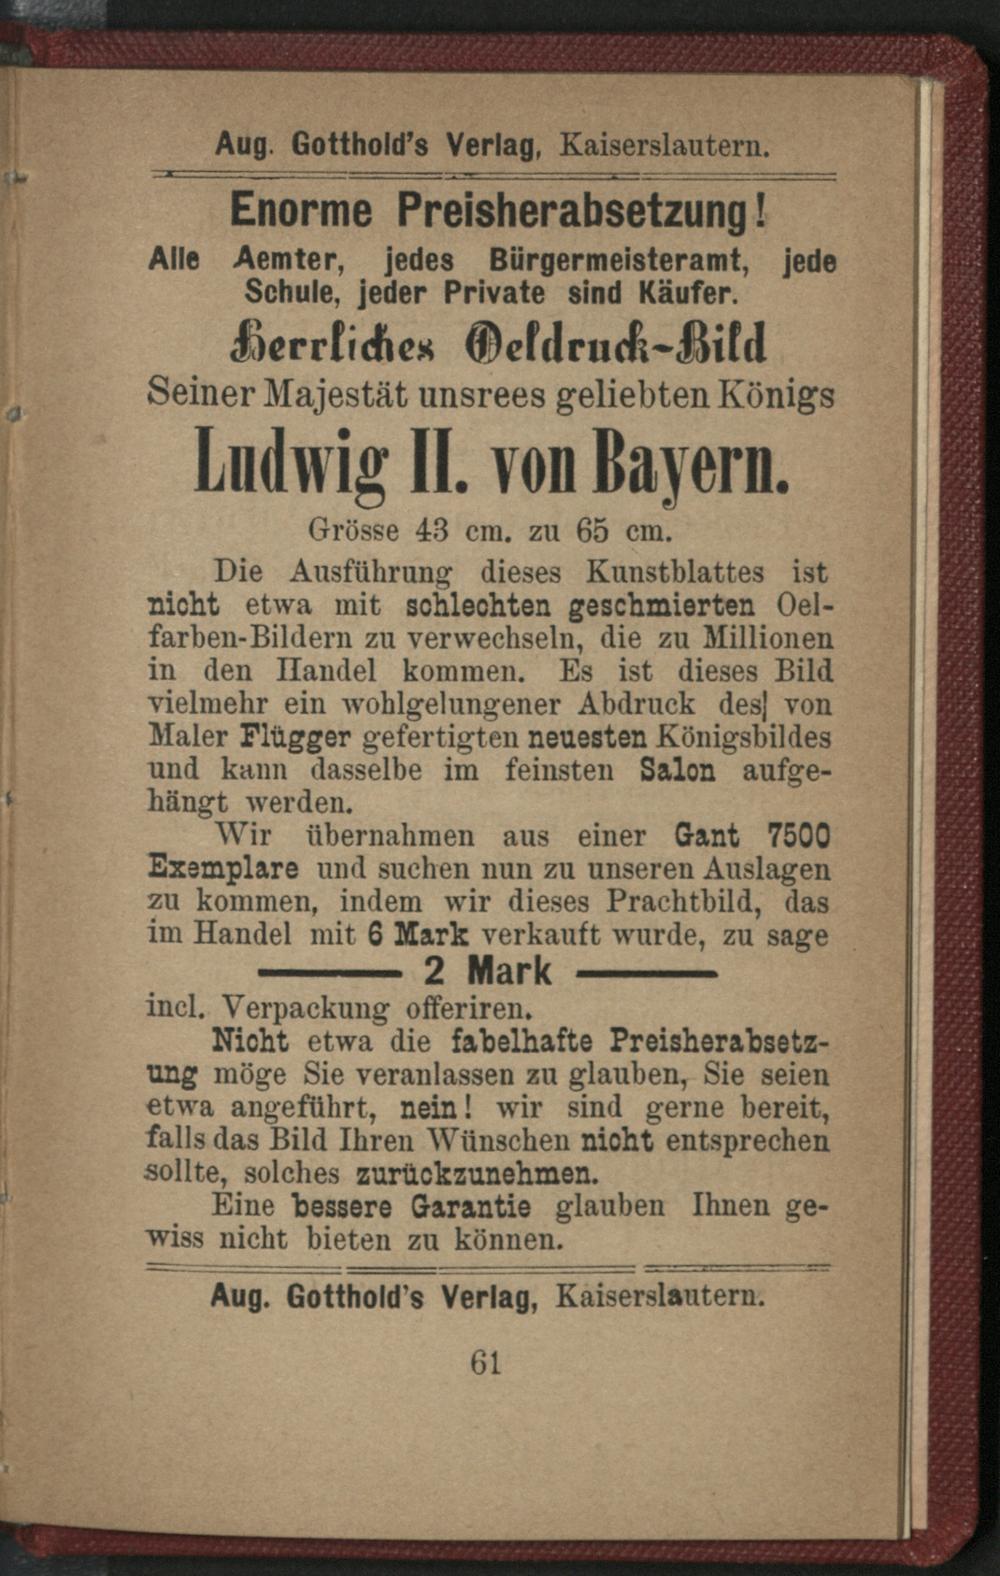 Aug. Gotthold's Verlag, Kaiserslautern.
Enorme Preisherabsetzung!
Alle Aemter, jedes Bürgermeisteramt, jede
Schule, jeder Private sind Käufer.
Herrliches Oeldruck-Bild
Seiner Majestät unsrees geliebten Königs
Ludwig II. von Bayern.
Grösse 43 cm. zu 65 cm.
Die Ausführung dieses Kunstblattes ist
nicht etwa mit schlechten geschmierten Oel-
farben-Bildern zu verwechseln, die zu Millionen
in den Handel kommen. Es ist dieses Bild
vielmehr ein wohlgelungener Abdruck des von
Maler Flügger gefertigten neuesten Königsbildes
und kann dasselbe im feinsten Salon aufge-
hängt werden.
Wir übernahmen aus einer Gant 7500
Exemplare und suchen nun zu unseren Auslagen
zu kommen, indem wir dieses Prachtbild, das
im Handel mit 6 Mark verkauft wurde, zu sage
2 Mark
incl. Verpackung offeriren.
Nicht etwa die fabelhafte Preisherabsetz-
ung möge Sie veranlassen zu glauben, Sie seien
etwa angeführt, nein! wir sind gerne bereit,
falls das Bild Ihren Wünschen nicht entsprechen
sollte, solches zurückzunehmen.
Eine bessere Garantie glauben Ihnen ge-
wiss nicht bieten zu können.
Aug. Gotthold's Verlag, Kaiserslautern.
61